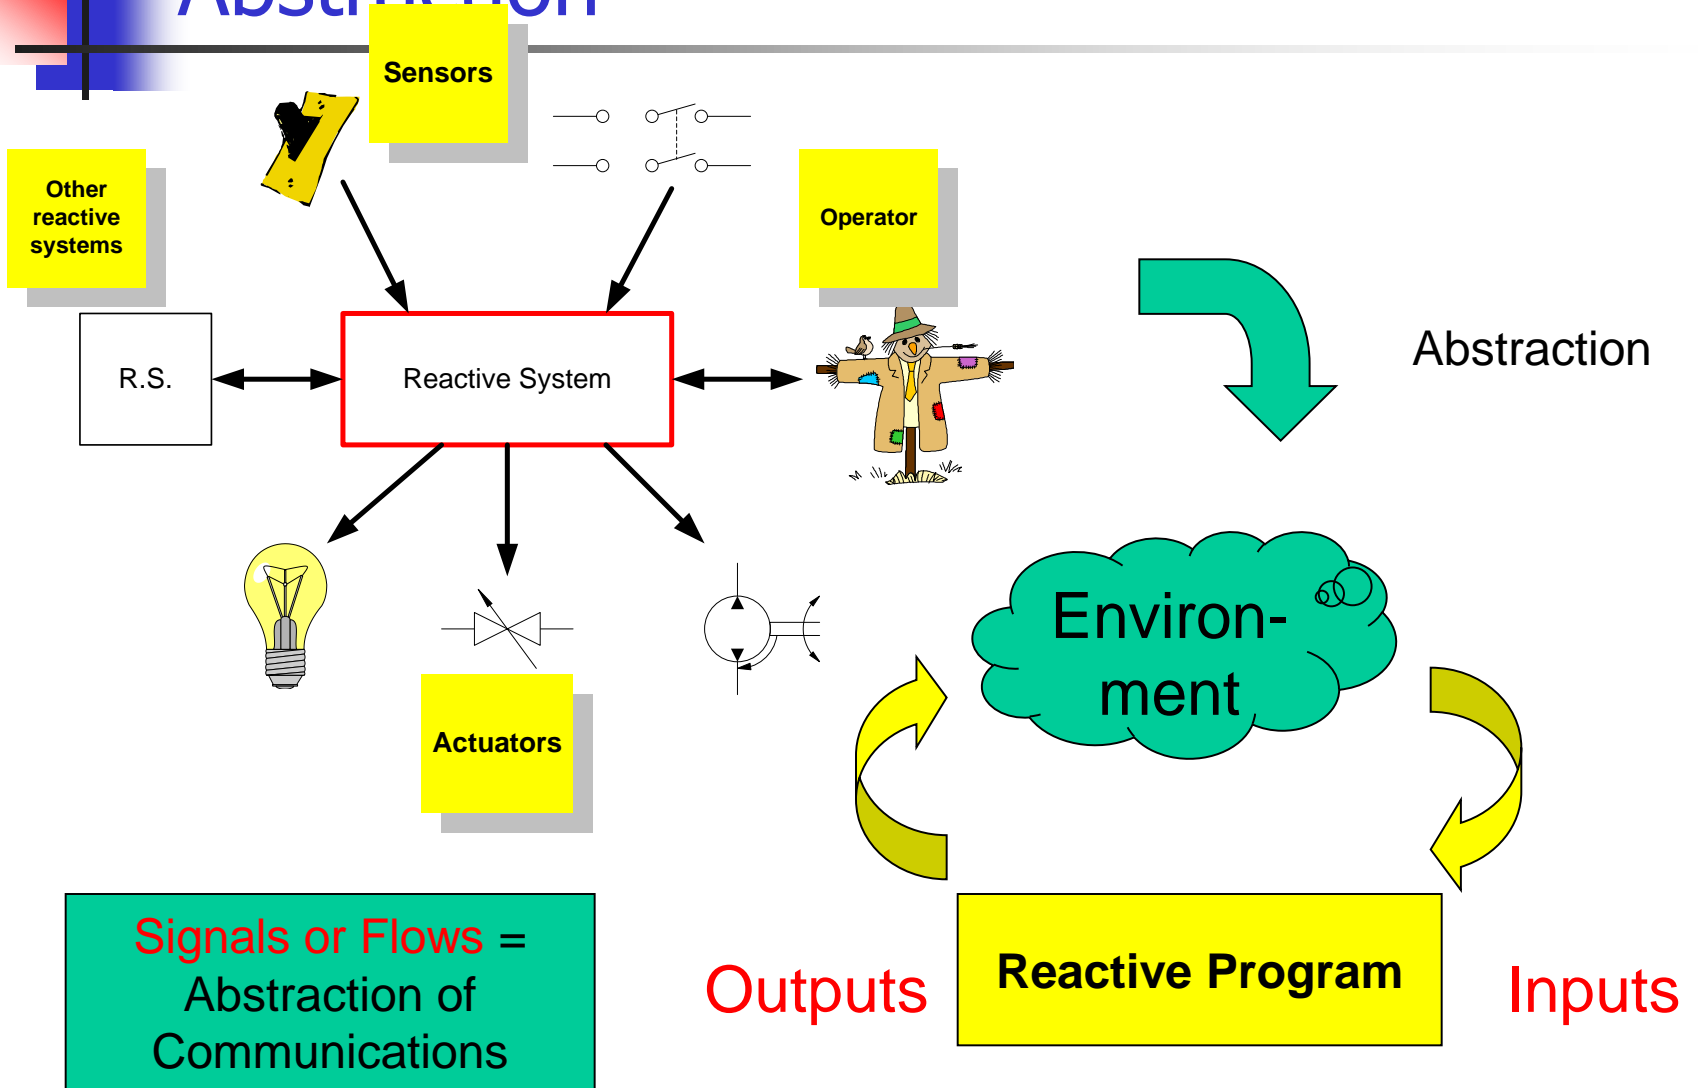 Abstraction
Sensors
Other
reactive
systems
Operator
R.S.
Reactive System
Abstraction
Environ-
ment
Actuators
Signals or Flows =
Abstraction of
Communications
Outputs
Reactive Program
Inputs